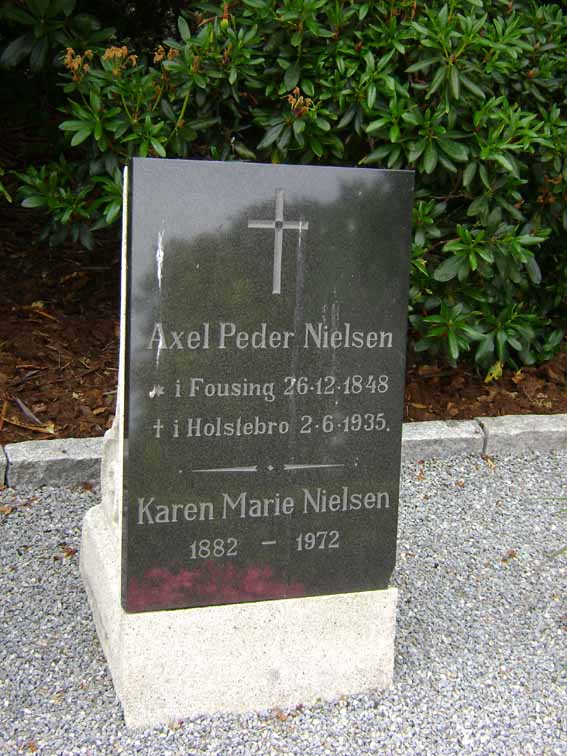 Axel Peder Nielsen
* i Fousing 26-12-1848
† i Holstebro 2-6-1935.
Karen Marie Nielsen
1882 – 1972